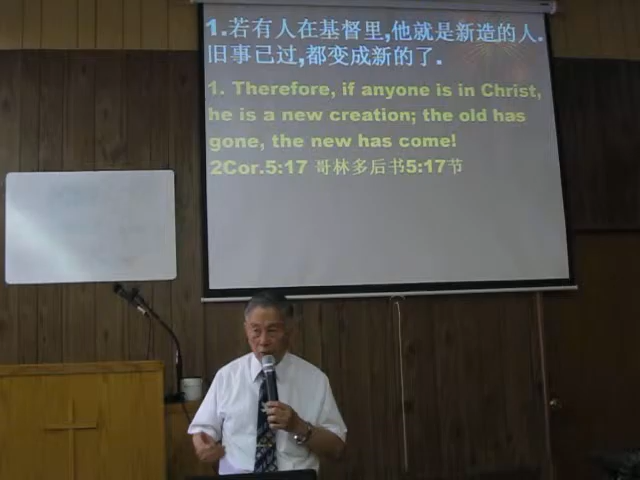 1.若有人在基督里,他就是新造的人.
旧事己过,都变成新的了.
1. Therefore, if anyone is in Christ,
he is a new creation; the old has
gone, the new has come!
2Cor.5:17 哥林多后书5:17节